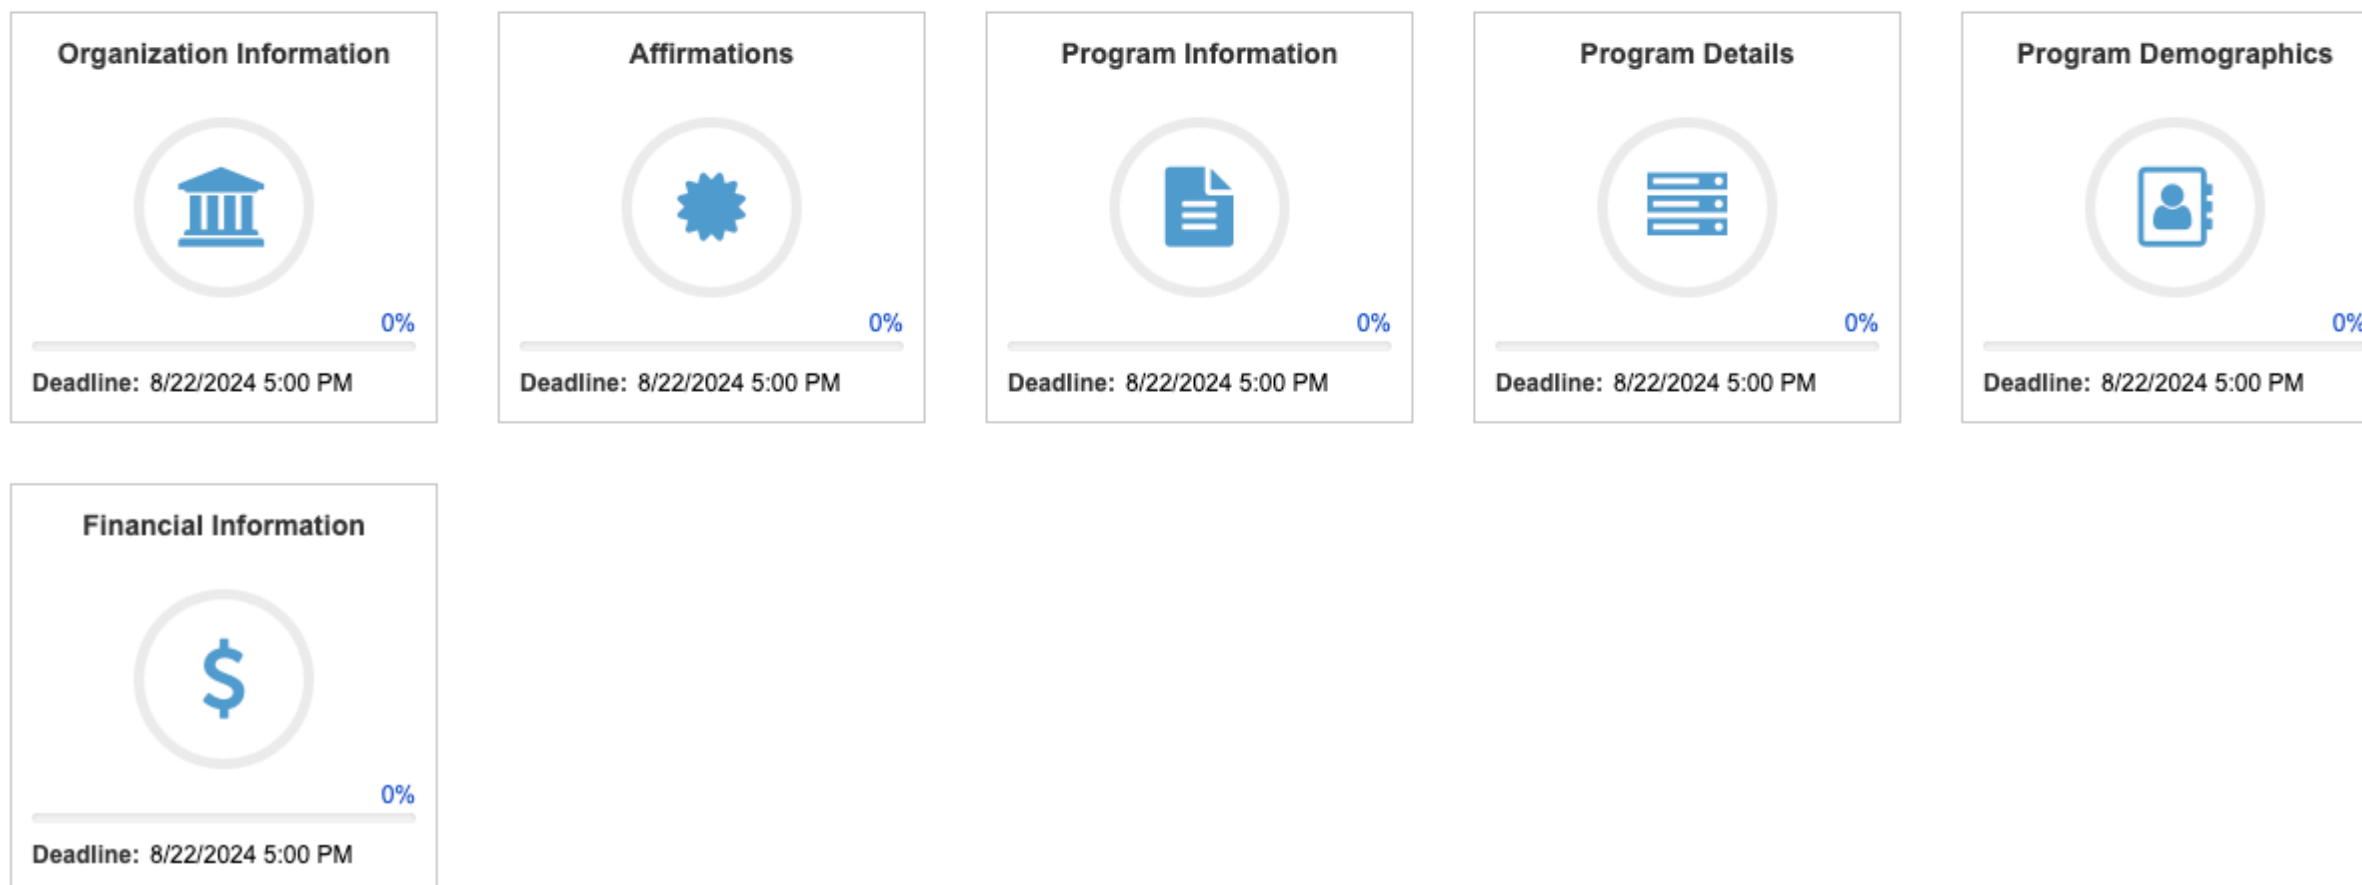 Organization Information
0%
Deadline: 8/22/2024 5:00 PM
Affirmations
0%
Deadline: 8/22/2024 5:00 PM
Program Information
0%
Deadline: 8/22/2024 5:00 PM
Program Details
0%
Deadline: 8/22/2024 5:00 PM
Program Demographics
0%
Deadline: 8/22/2024 5:00 PM
Financial Information
$
0%
Deadline: 8/22/2024 5:00 PM